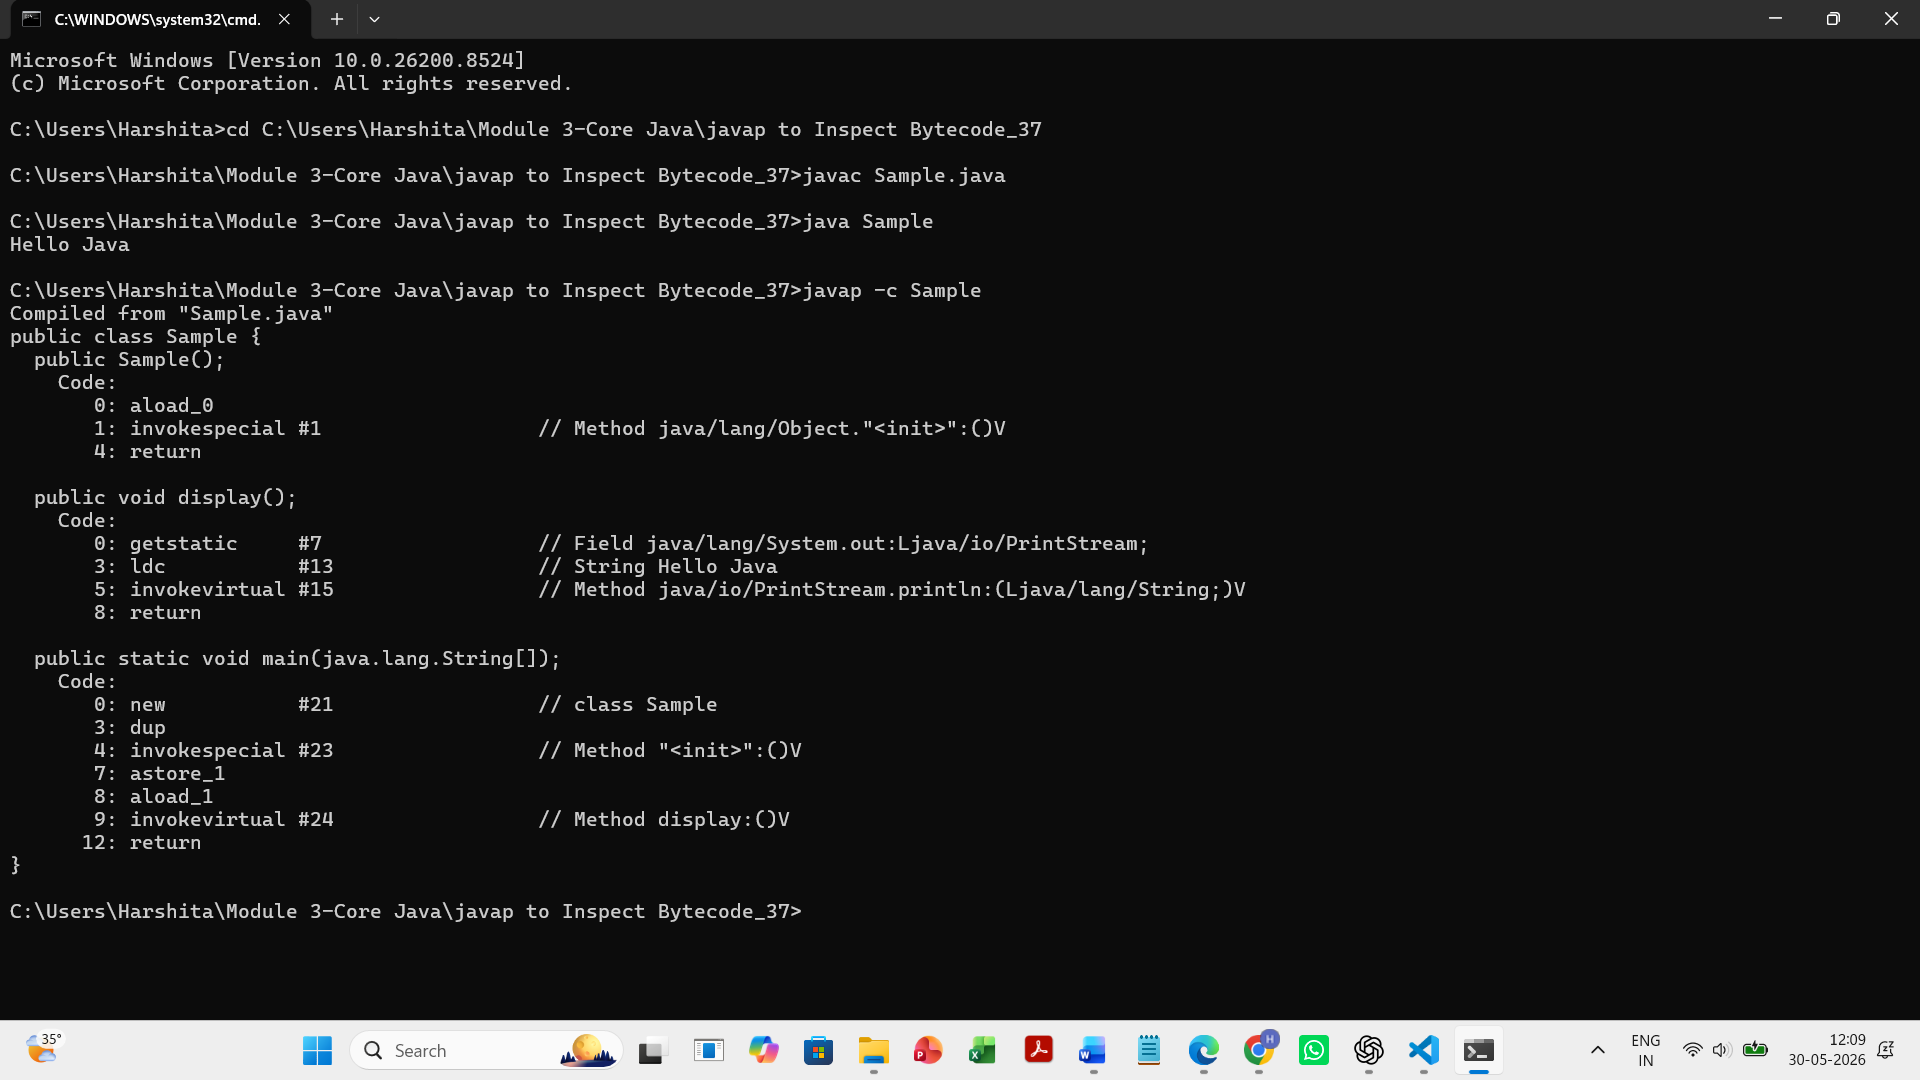 C:\WINDOWS\system32\cmd.
Microsoft Windows [Version 10.0.26200.8524]
(c) Microsoft Corporation. All rights reserved.
C:\Users\Harshita>cd C:\Users\Harshita\Module 3-Core Java\javap to Inspect Bytecode_37
C:\Users\Harshita\Module 3-Core Java\javap to Inspect Bytecode_37>javac Sample.java
C:\Users\Harshita\Module 3-Core Java\javap to Inspect Bytecode_37>java Sample
Hello Java
C:\Users\Harshita\Module 3-Core Java\javap to Inspect Bytecode_37>javap -c Sample
Compiled from "Sample.java"
public class Sample {
  public Sample();
    Code:
       0: aload_0
       1: invokespecial #1                  // Method java/lang/Object."<init>":()V
       4: return
  public void display();
    Code:
       0: getstatic     #7                  // Field java/lang/System.out:Ljava/io/PrintStream;
       3: ldc           #13                 // String Hello Java
       5: invokevirtual #15                 // Method java/io/PrintStream.println:(Ljava/lang/String;)V
       8: return
  public static void main(java.lang.String[]);
    Code:
       0: new           #21                 // class Sample
       3: dup
       4: invokespecial #23                 // Method "<init>":()V
       7: astore_1
       8: aload_1
       9: invokevirtual #24                 // Method display:()V
      12: return
}
C:\Users\Harshita\Module 3-Core Java\javap to Inspect Bytecode_37>
35°
Search
H
ENG
IN
12:09
30-05-2026